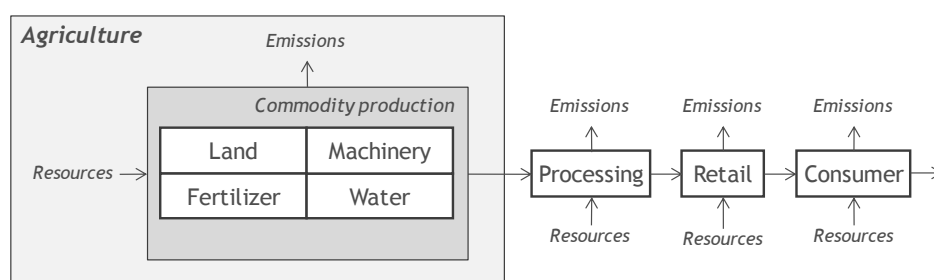 Agriculture
Emissions
Commodity production
Land
Machinery
Fertilizer
Water
Resources
Emissions
Emissions
Emissions
Processing
Retail
Consumer
Resources
Resources
Resources